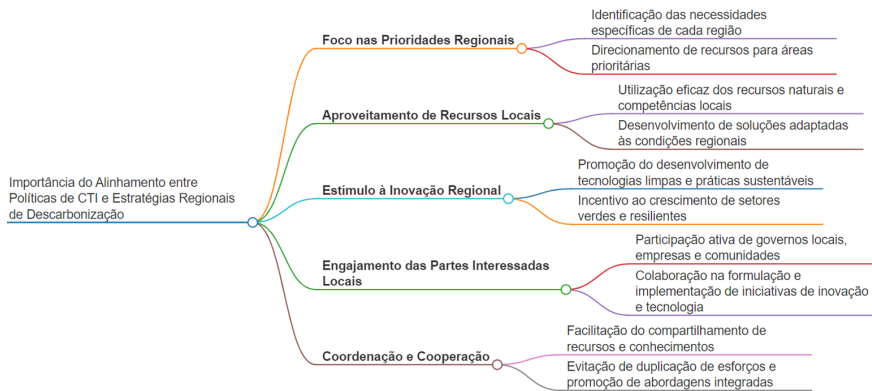 Importância do Alinhamento entre
Políticas de CTI e Estratégias Regionais
de Descarbonização
Foco nas Prioridades Regionais
Identificação das necessidades
específicas de cada região
Direcionamento de recursos para áreas
prioritárias
Aproveitamento de Recursos Locais
Utilização eficaz dos recursos naturais e
competências locais
Desenvolvimento de soluções adaptadas
às condições regionais
Estímulo à Inovação Regional
Promoção do desenvolvimento de
tecnologias limpas e práticas sustentáveis
Incentivo ao crescimento de setores
verdes e resilientes
Engajamento das Partes Interessadas
Locais
Participação ativa de governos locais,
empresas e comunidades
Colaboração na formulação e
implementação de iniciativas de inovação
e tecnologia
Coordenação e Cooperação
Facilitação do compartilhamento de
recursos e conhecimentos
Evitação de duplicação de esforços e
promoção de abordagens integradas